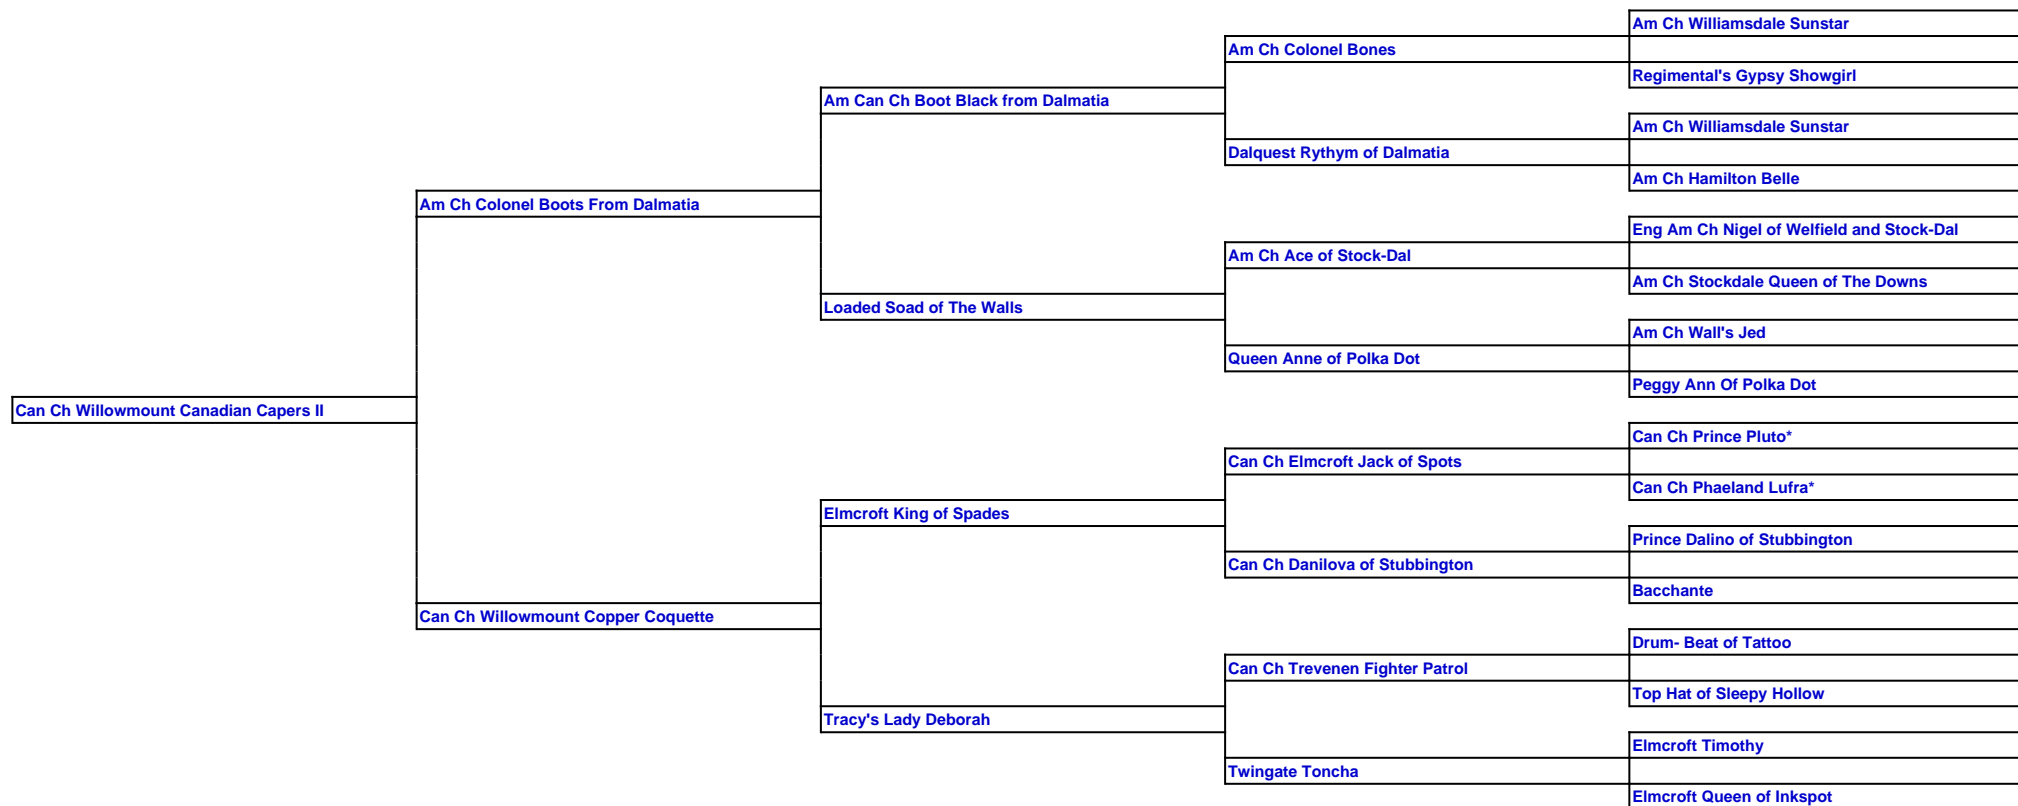 Am Ch Williamsdale Sunstar
Am Ch Colonel Bones
Regimental's Gypsy Showgirl
Am Can Ch Boot Black from Dalmatia
Am Ch Williamsdale Sunstar
Dalquest Rythym of Dalmatia
Am Ch Hamilton Belle
Am Ch Colonel Boots From Dalmatia
Eng Am Ch Nigel of Welfield and Stock-Dal
Am Ch Ace of Stock-Dal
Am Ch Stockdale Queen of The Downs
Loaded Soad of The Walls
Am Ch Wall's Jed
Queen Anne of Polka Dot
Peggy Ann Of Polka Dot
Can Ch Willowmount Canadian Capers II
Can Ch Prince Pluto*
Can Ch Elmcroft Jack of Spots
Can Ch Phaeland Lufra*
Elmcroft King of Spades
Prince Dalino of Stubbington
Can Ch Danilova of Stubbington
Bacchante
Can Ch Willowmount Copper Coquette
Drum- Beat of Tattoo
Can Ch Trevenen Fighter Patrol
Top Hat of Sleepy Hollow
Tracy's Lady Deborah
Elmcroft Timothy
Twingate Toncha
Elmcroft Queen of Inkspot